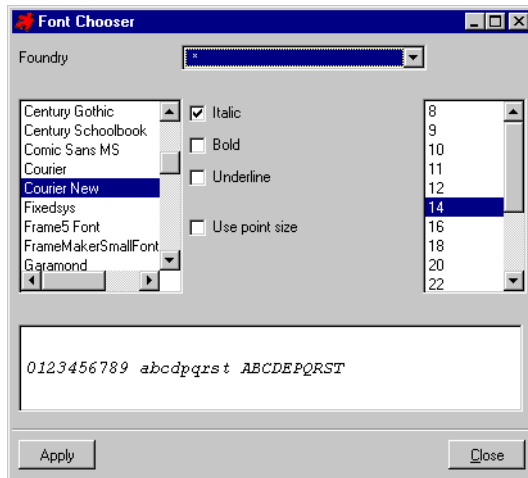 Font Chooser
Foundry
*
Century Gothic
Century Schoolbook
Comic Sans MS
Courier
Courier New
Fixedsys
Frame5 Font
FrameMakerSmallFont
Garamond
Italic
Bold
Underline
Use point size
8
9
10
11
12
14
16
18
20
22
0123456789 abcdpqrst ABCDEPQRST
Apply
Close